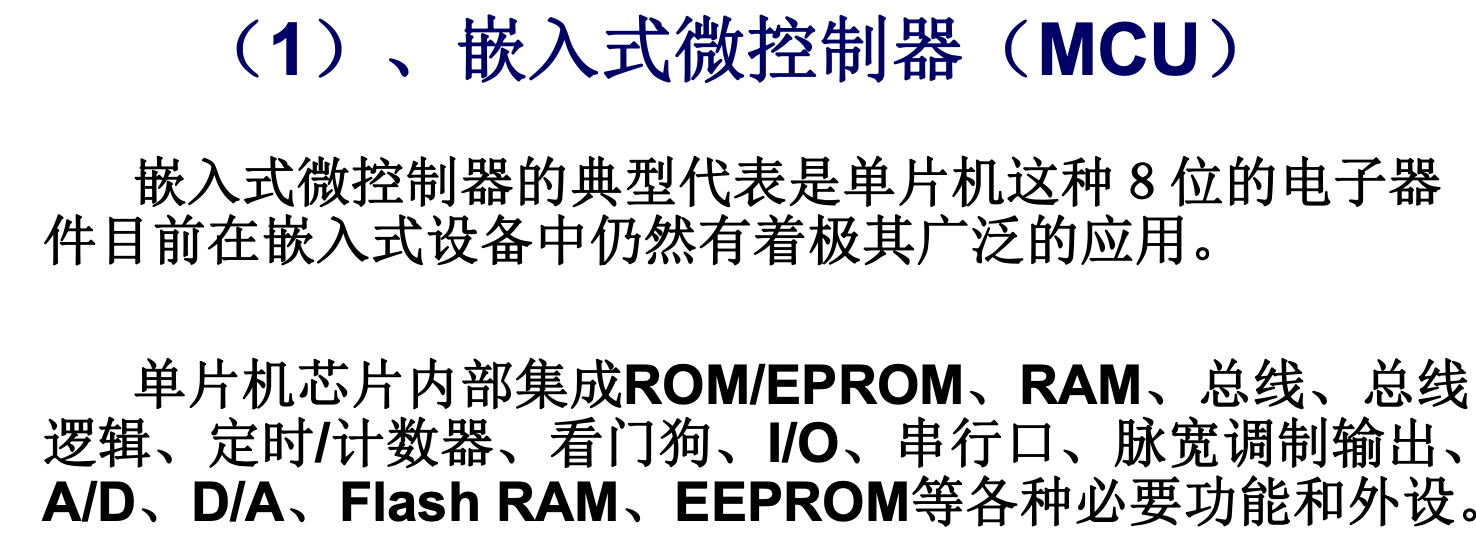 （1）、嵌入式微控制器（MCU）
嵌入式微控制器的典型代表是单片机这种 8 位的电子器
件目前在嵌入式设备中仍然有着极其广泛的应用。
单片机芯片内部集成ROM/EPROM、RAM、总线、总线
逻辑、定时/计数器、看门狗、I/O、串行口、脉宽调制输出、
A/D、D/A、Flash RAM、EEPROM等各种必要功能和外设。